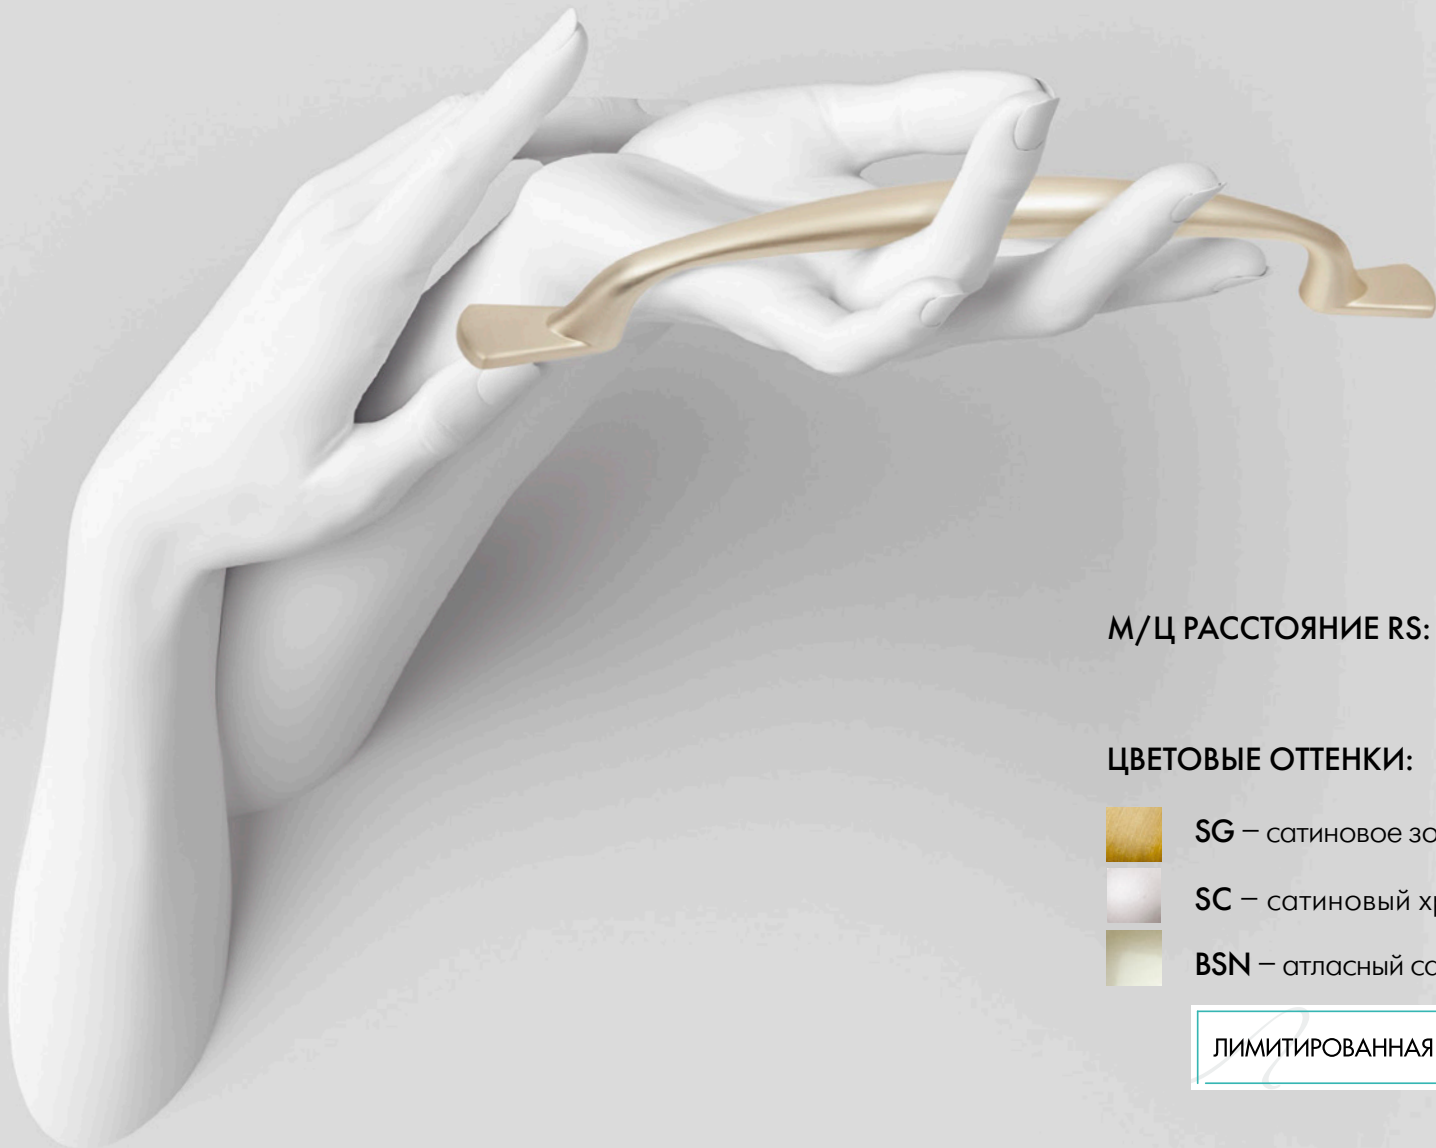 М/Ц РАССТОЯНИЕ RS:
ЦВЕТОВЫЕ ОТТЕНКИ:
SG – сатиновое
SC – сатиновый
BSN – атласный
ЛИМИТИРОВАННАЯ